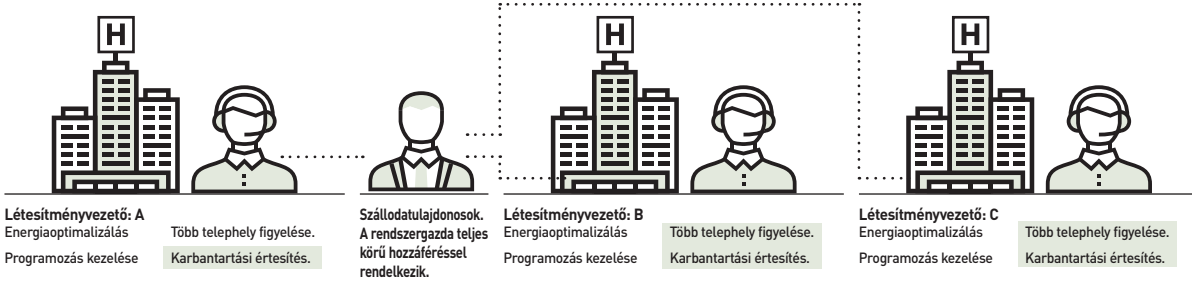 H
H
H
Létesítményvezető: A
Energiaoptimalizálás
Több telephely figyelése.
Programozás kezelése
Karbantartási értesítés.
Szállodatulajdonosok.
A rendszergazda teljes
körű hozzáféréssel
rendelkezik.
Létesítményvezető: B
Energiaoptimalizálás
Több telephely figyelése.
Programozás kezelése
Karbantartási értesítés.
Létesítményvezető: C
Energiaoptimalizálás
Több telephely figyelése.
Programozás kezelése
Karbantartási értesítés.